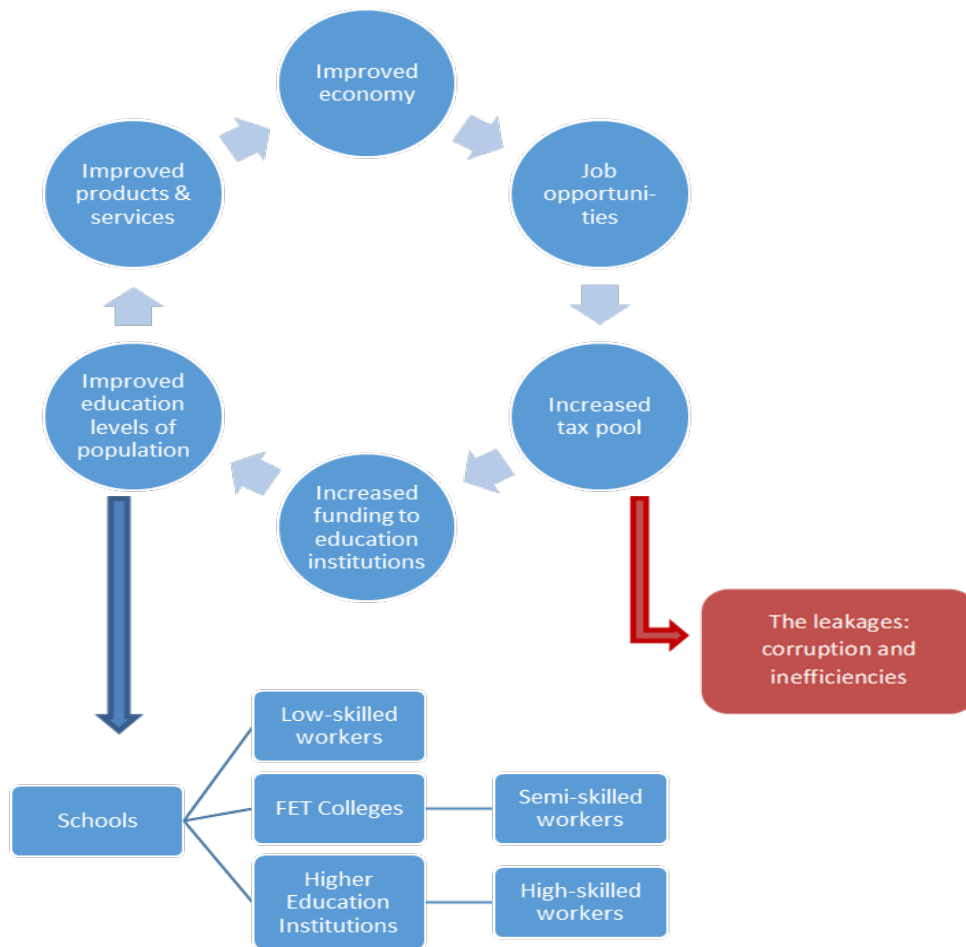 Improved
economy
Job
opportuni-
ties
Increased
tax pool
Increased
funding to
education
institutions
Improved
education
levels of
population
Improved
products &
services
The leakages:
corruption and
inefficiencies
Schools
Low-skilled
workers
FET Colleges
Semi-skilled
workers
Higher
Education
Institutions
High-skilled
workers